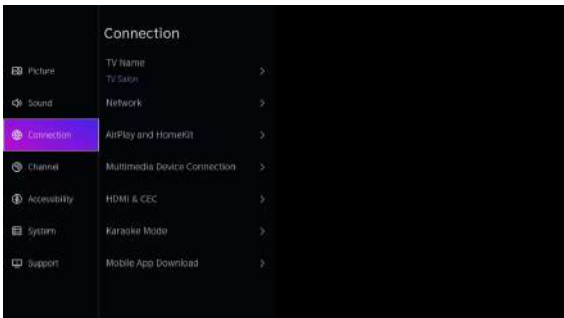 Connection
Picture
Sound
Connection
Channel
Accessibility
System
Support
TV Name
TV Salon
Network
AirPlay and HomeKit
Multimedia Device Connection
HDMI & CEC
Karaoke Mode
Mobile App Download